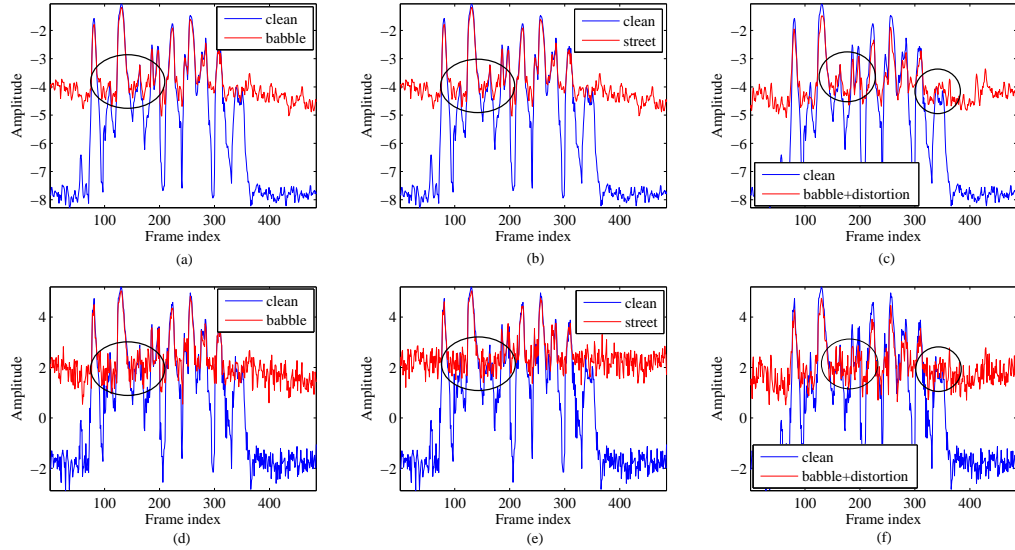 −2
−3
−4
−5
−6
−7
−8
Amplitude
100 200 300 400
Frame index
clean
babble
(a)
−2
−3
−4
−5
−6
−7
−8
Amplitude
100 200 300 400
Frame index
clean
street
(b)
−2
−3
−4
−5
−6
−7
−8
Amplitude
100 200 300 400
Frame index
clean
babble+distortion
(c)
4
2
0
−2
Amplitude
100 200 300 400
Frame index
clean
babble
(d)
4
2
0
−2
Amplitude
100 200 300 400
Frame index
clean
street
(e)
4
2
0
−2
Amplitude
100 200 300 400
Frame index
clean
babble+distortion
(f)